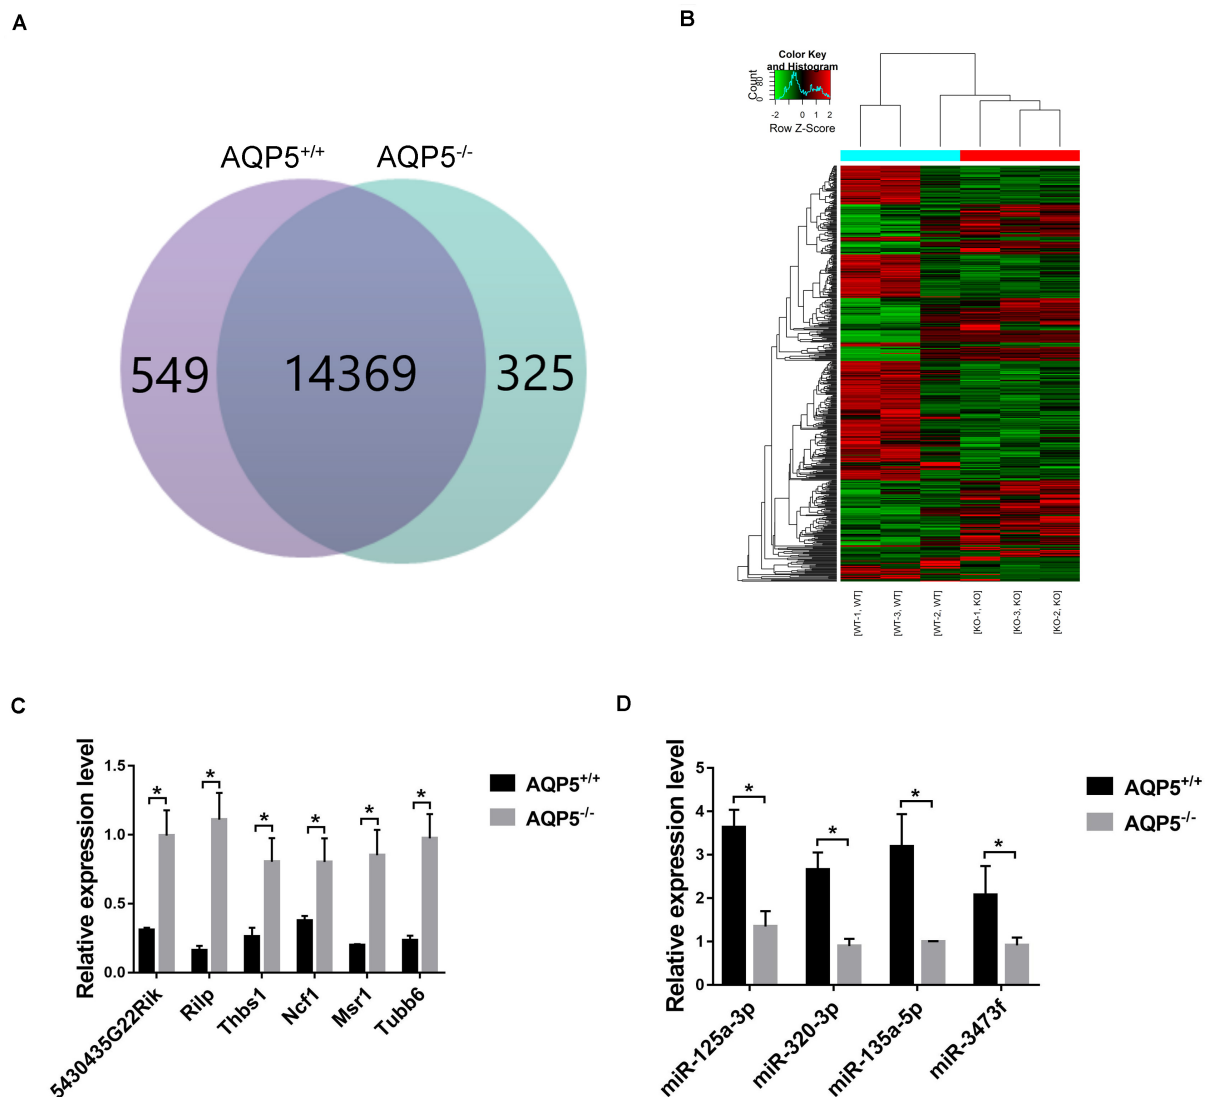 A
AQP5+/+ AQP5-/-
549 14369 325
B
Color Key
and Histogram
Count
0 80
-2 0 1 2
Row Z-Score
[WT-1, WT]
[WT-3, WT]
[WT-2, WT]
[KO-1, KO]
[KO-3, KO]
[KO-2, KO]
C
Relative expression level
1.5
1.0
0.5
0.0
* * * * * *
5430435G22Rik
Rilp
Thbs1
Ncf1
Msr1
Tubb6
AQP5+/+
AQP5-/-
D
Relative expression level
5
4
3
2
1
0
* * * *
miR-125a-3p
miR-320-3p
miR-135a-5p
miR-3473f
AQP5+/+
AQP5-/-